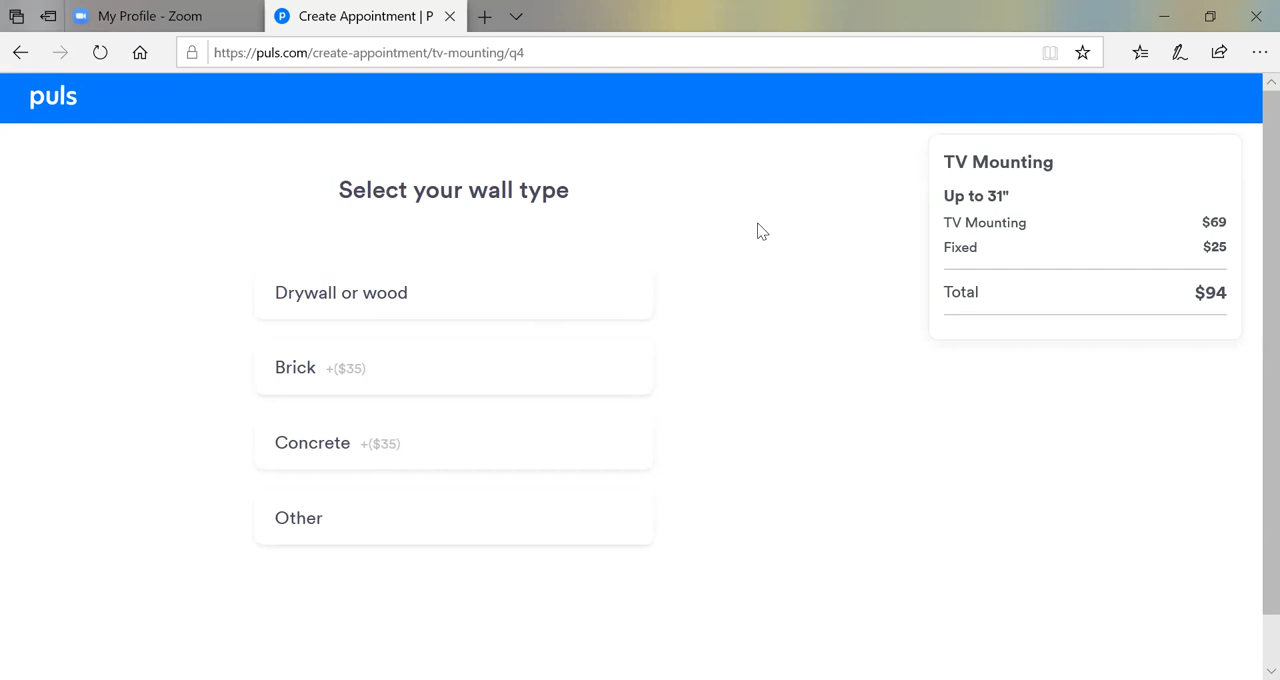 My Profile - Zoom
Create Appointment | P
https://puls.com/create-appointment/tv-mounting/q4
puls
Select your wall type
Drywall or wood
Brick +($35)
Concrete +($35)
Other
TV Mounting
Up to 31"
TV Mounting $69
Fixed $25
Total $94